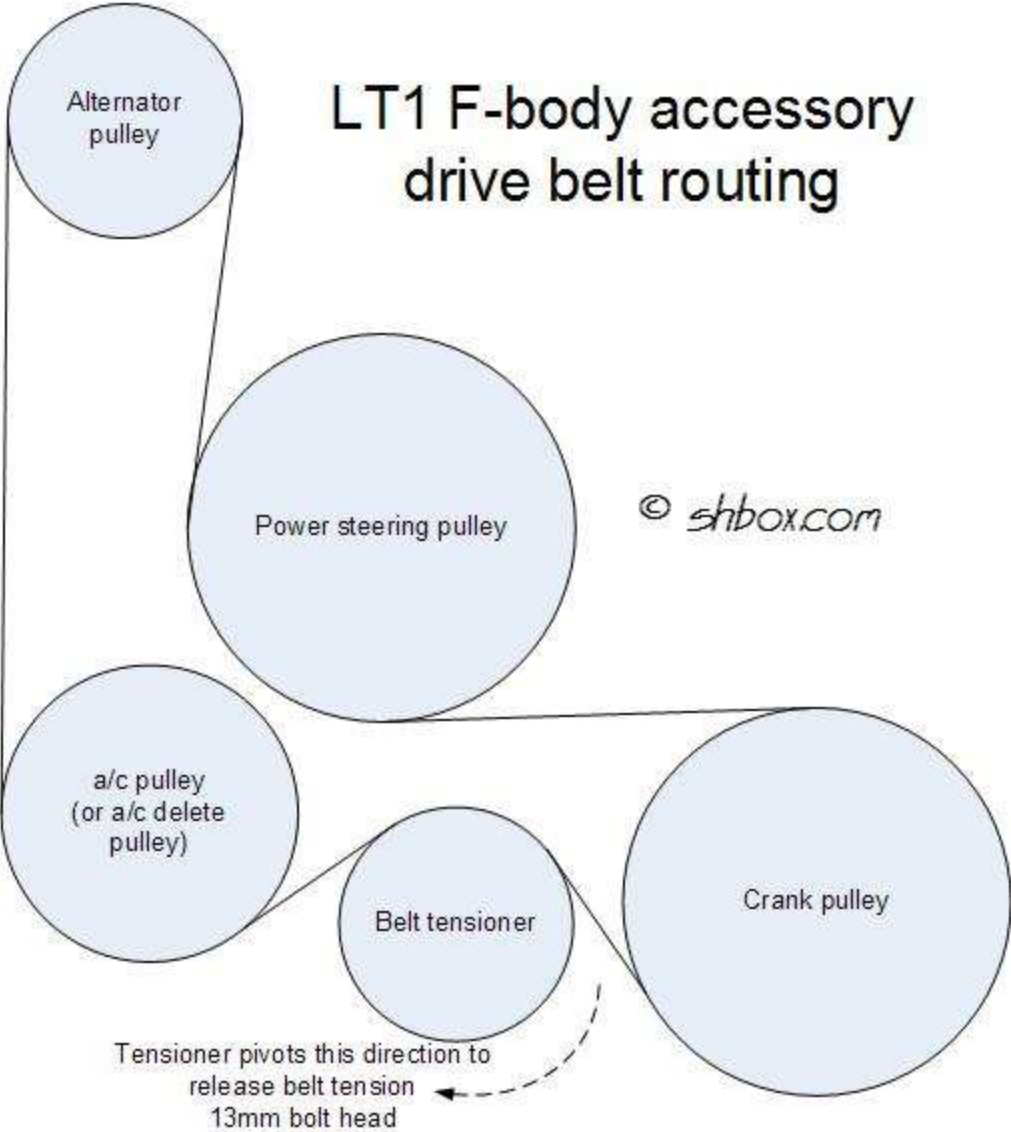 Alternator
pulley
LT1 F-body accessory
drive belt routing
Power steering pulley
© shbox.com
a/c pulley
(or a/c delete
pulley)
Belt tensioner
Crank pulley
Tensioner pivots this direction to
release belt tension
13mm bolt head